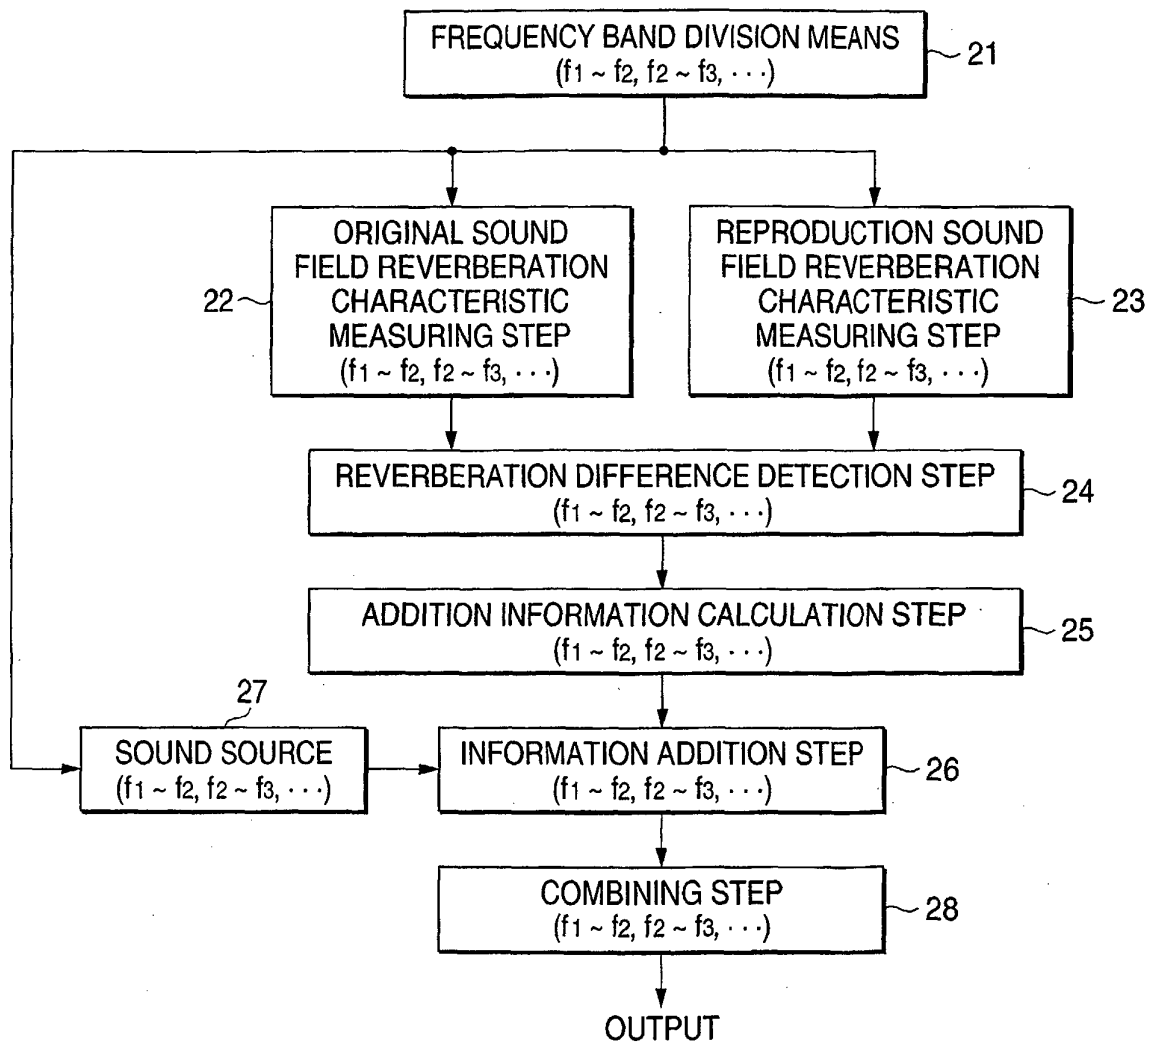 FREQUENCY BAND DIVISION MEANS
(f1 ~ f2, f2 ~ f3, · · ·)
21
ORIGINAL SOUND
FIELD REVERBERATION
CHARACTERISTIC
MEASURING STEP
(f1 ~ f2, f2 ~ f3, · · ·)
22
REPRODUCTION SOUND
FIELD REVERBERATION
CHARACTERISTIC
MEASURING STEP
(f1 ~ f2, f2 ~ f3, · · ·)
23
REVERBERATION DIFFERENCE DETECTION STEP
(f1 ~ f2, f2 ~ f3, · · ·)
24
ADDITION INFORMATION CALCULATION STEP
(f1 ~ f2, f2 ~ f3, · · ·)
25
27
SOUND SOURCE
(f1 ~ f2, f2 ~ f3, · · ·)
INFORMATION ADDITION STEP
(f1 ~ f2, f2 ~ f3, · · ·)
26
COMBINING STEP
(f1 ~ f2, f2 ~ f3, · · ·)
28
OUTPUT